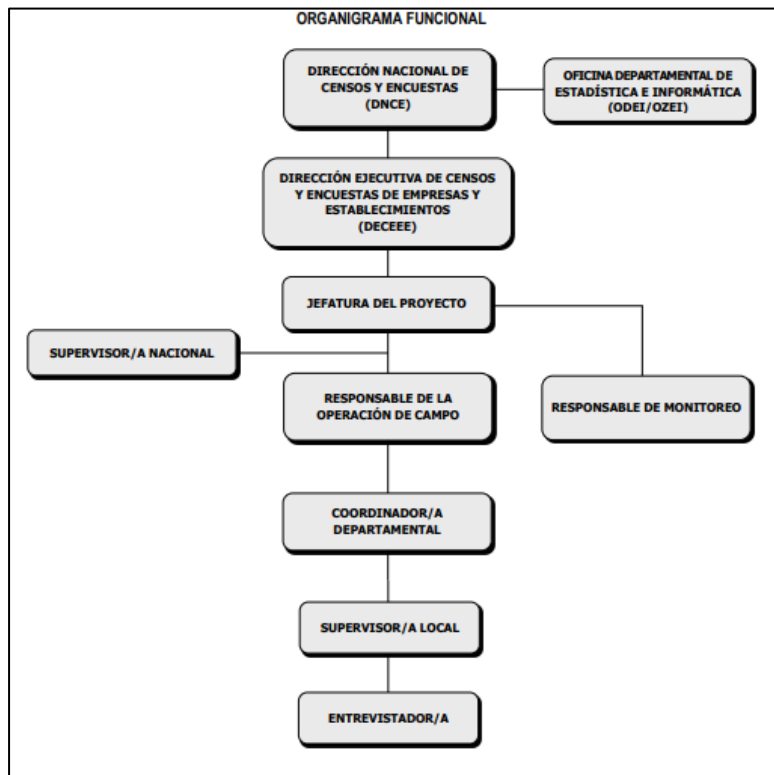 ORGANIGRAMA FUNCIONAL
DIRECCIÓN NACIONAL DE
CENSOS Y ENCUESTAS
(DNCE)
OFICINA DEPARTAMENTAL DE
ESTADÍSTICA E INFORMÁTICA
(ODEI/OZEI)
DIRECCIÓN EJECUTIVA DE CENSOS
Y ENCUESTAS DE EMPRESAS Y
ESTABLECIMIENTOS
(DECEEE)
JEFATURA DEL PROYECTO
SUPERVISOR/A NACIONAL
RESPONSABLE DE LA
OPERACIÓN DE CAMPO
RESPONSABLE DE MONITOREO
COORDINADOR/A
DEPARTAMENTAL
SUPERVISOR/A LOCAL
ENTREVISTADOR/A